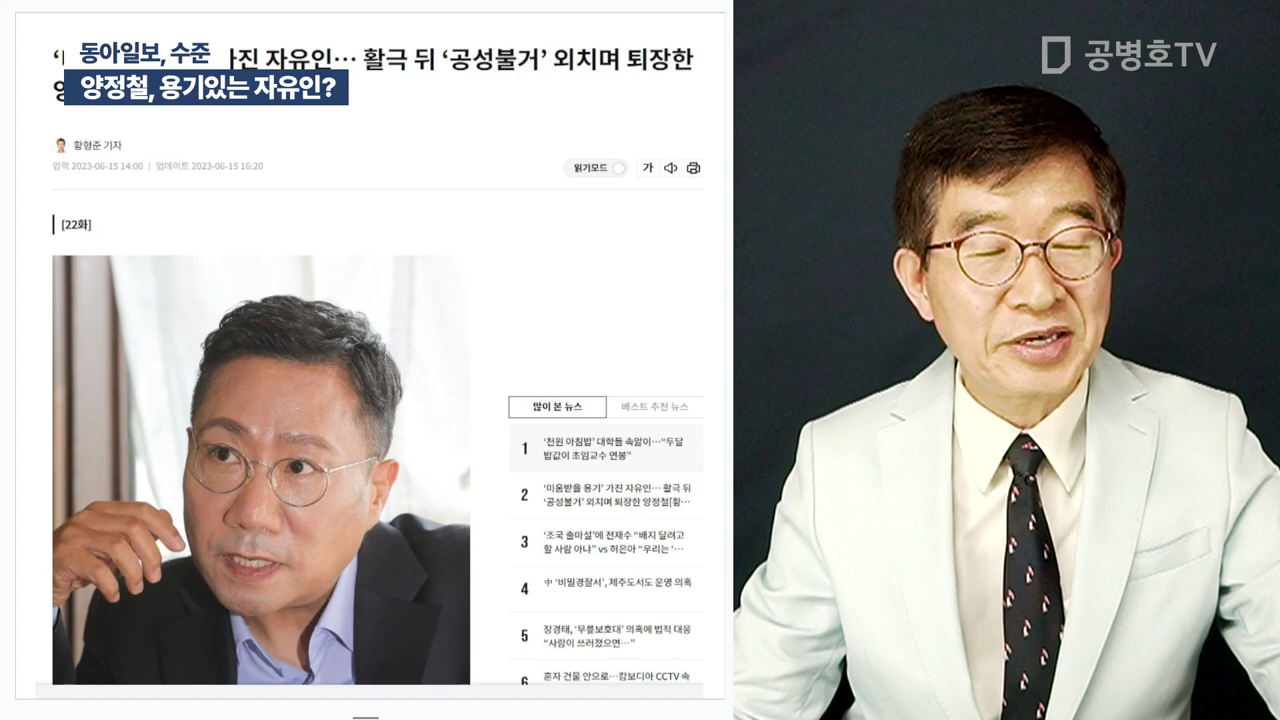 동아일보, 수준
양정철, 용기있는 자유인?
가진 자유인… 활극 뒤 ‘공성불거’ 외치며 퇴장한
황형준 기자
입력 2023-06-15 14:00 | 업데이트 2023-06-15 16:20
읽기모드
가
[22화]
많이 본 뉴스
베스트 추천 뉴스
1
‘천원 아침밥’ 대학들 속앓이…“두달
밥값이 초임교수 연봉”
2
‘미움받을 용기’ 가진 자유인… 활극 뒤
‘공성불거’ 외치며 퇴장한 양정철[황…
3
‘조국 출마설’에 전재수 “배지 달려고
할 사람 아냐” vs 허은아 “우리는 ‘…
4
中 ‘비밀경찰서’, 제주도서도 운영 의혹
5
장경태, ‘무릎보호대’ 의혹에 법적 대응
“사람이 쓰러졌으면…”
6
혼자 건물 안으로…캄보디아 CCTV 속
공병호TV